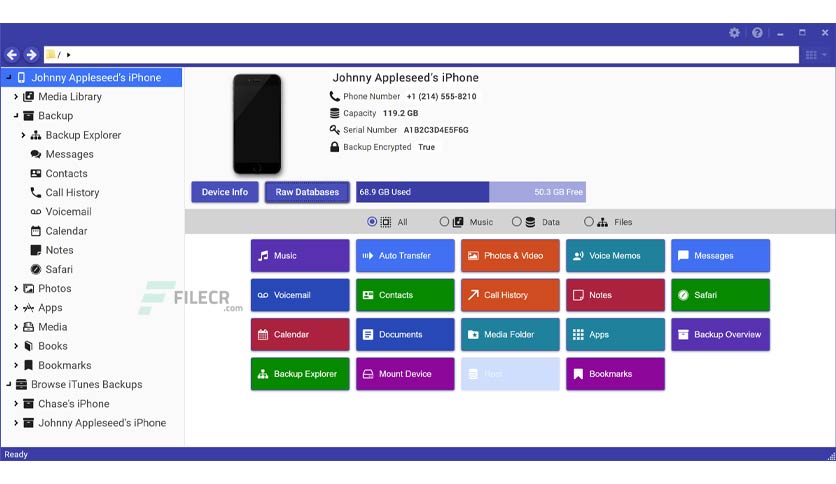 /
Johnny Appleseed's iPhone
Media Library
Backup
Backup Explorer
Messages
Contacts
Call History
Voicemail
Calendar
Notes
Safari
Photos
Apps
Media
Books
Bookmarks
Browse iTunes Backups
Chase's iPhone
Johnny Appleseed's iPhone
Johnny Appleseed's iPhone
Phone Number +1 (214) 555-8210
Capacity 119.2 GB
Serial Number A1B2C3D4E5F6G
Backup Encrypted True
Device Info Raw Databases 68.9 GB Used 50.3 GB Free
All Music Data Files
Music Auto Transfer Photos & Video Voice Memos Messages
Voicemail Contacts Call History Notes Safari
Calendar Documents Media Folder Apps Backup Overview
Backup Explorer Mount Device Root Bookmarks
FILECR
.com
Ready